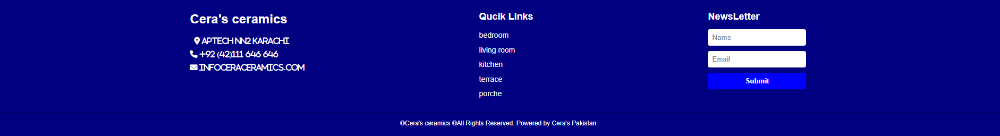 Cera's ceramics
APTECH NN2 KARACHI
+92 (42)111-646-646
INFOCERACERAMICS.COM
Qucik Links
bedroom
living room
kitchen
terrace
porche
NewsLetter
Name
Email
Submit
©Cera's ceramics ©All Rights Reserved. Powered by Cera's Pakistan